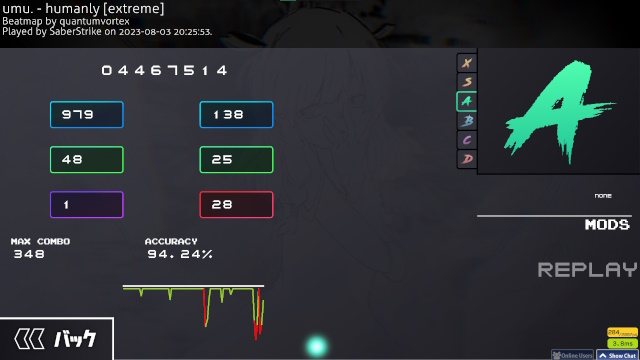 umu. - humanly [extreme]
Beatmap by quantumvortex
Played by SaberStrike on 2023-08-03 20:25:53.
04467514
979 138
48 25
1 28
MAX COMBO
348
ACCURACY
94.24%
X
S
A
B
C
D
A
none
MODS
REPLAY
バック
3.9ms
Online Users
Show Chat